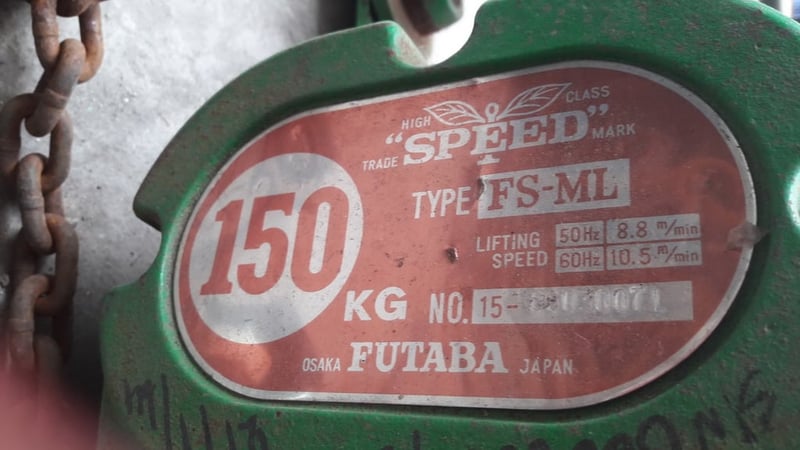 HIGH CLASS
"SPEED"
TRADE MARK
TYPE FS-ML
150 KG
LIFTING SPEED
50Hz 8.8 m/min
60Hz 10.5 m/min
NO. 15-
OSAKA FUTABA JAPAN